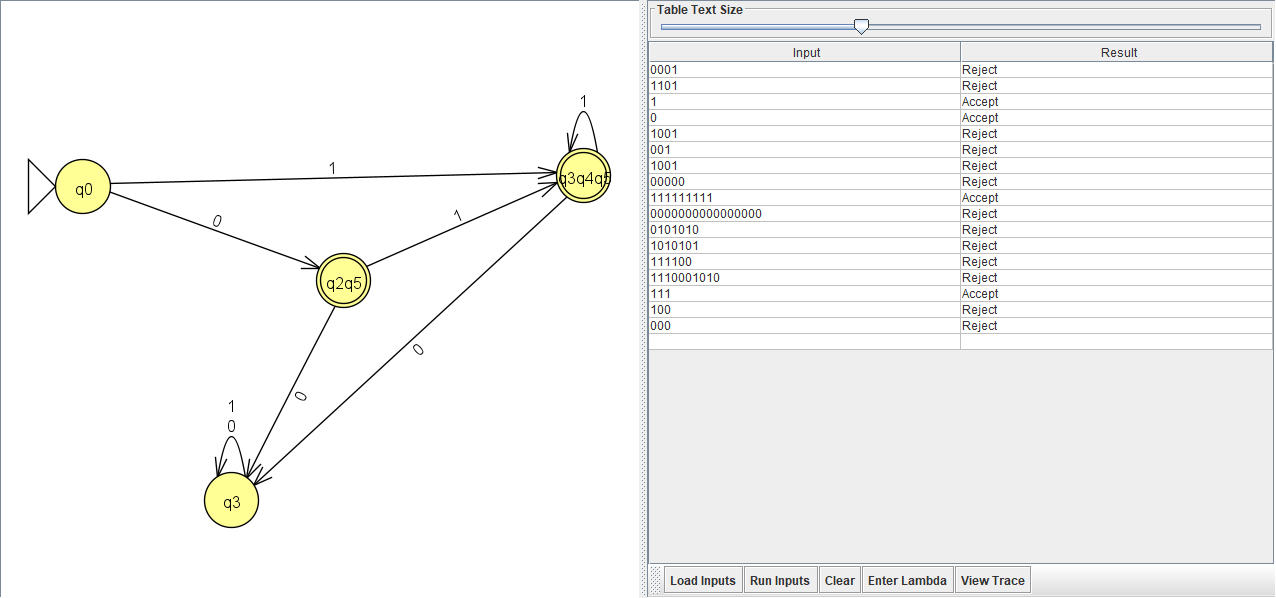 1
q0
1
q3q4q5
0
1
q2q5
0
0
1
0
q3
Table Text Size
Input Result
0001 Reject
1101 Reject
1 Accept
0 Accept
1001 Reject
001 Reject
1001 Reject
00000 Reject
111111111 Accept
0000000000000000 Reject
0101010 Reject
1010101 Reject
111100 Reject
1110001010 Reject
111 Accept
100 Reject
000 Reject
Load Inputs Run Inputs Clear Enter Lambda View Trace